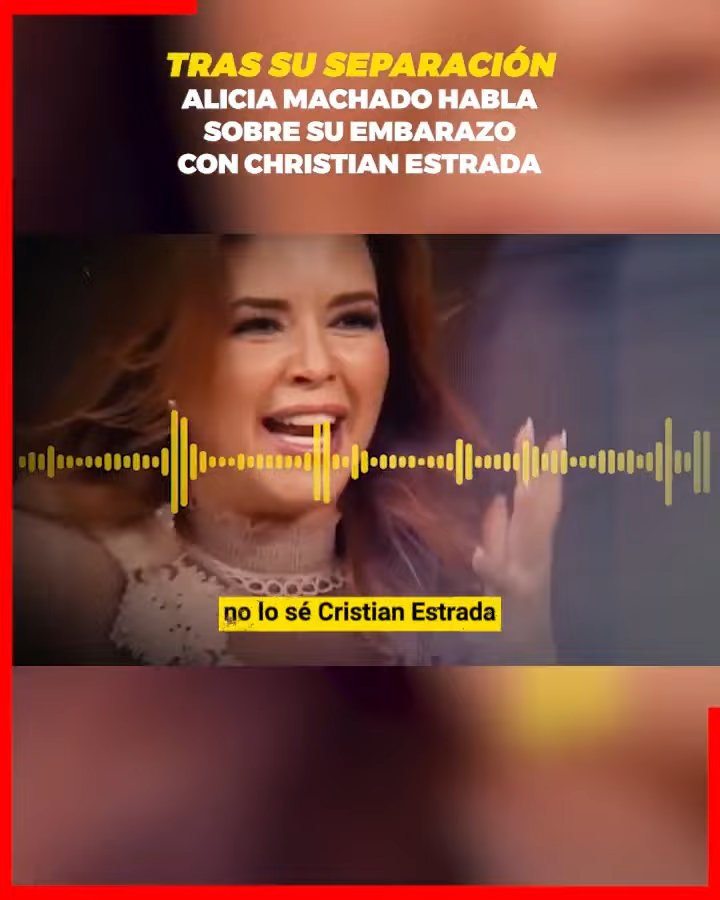 TRAS SU SEPARACIÓN
ALICIA MACHADO HABLA
SOBRE SU EMBARAZO
CON CHRISTIAN ESTRADA
no lo sé Cristian Estrada